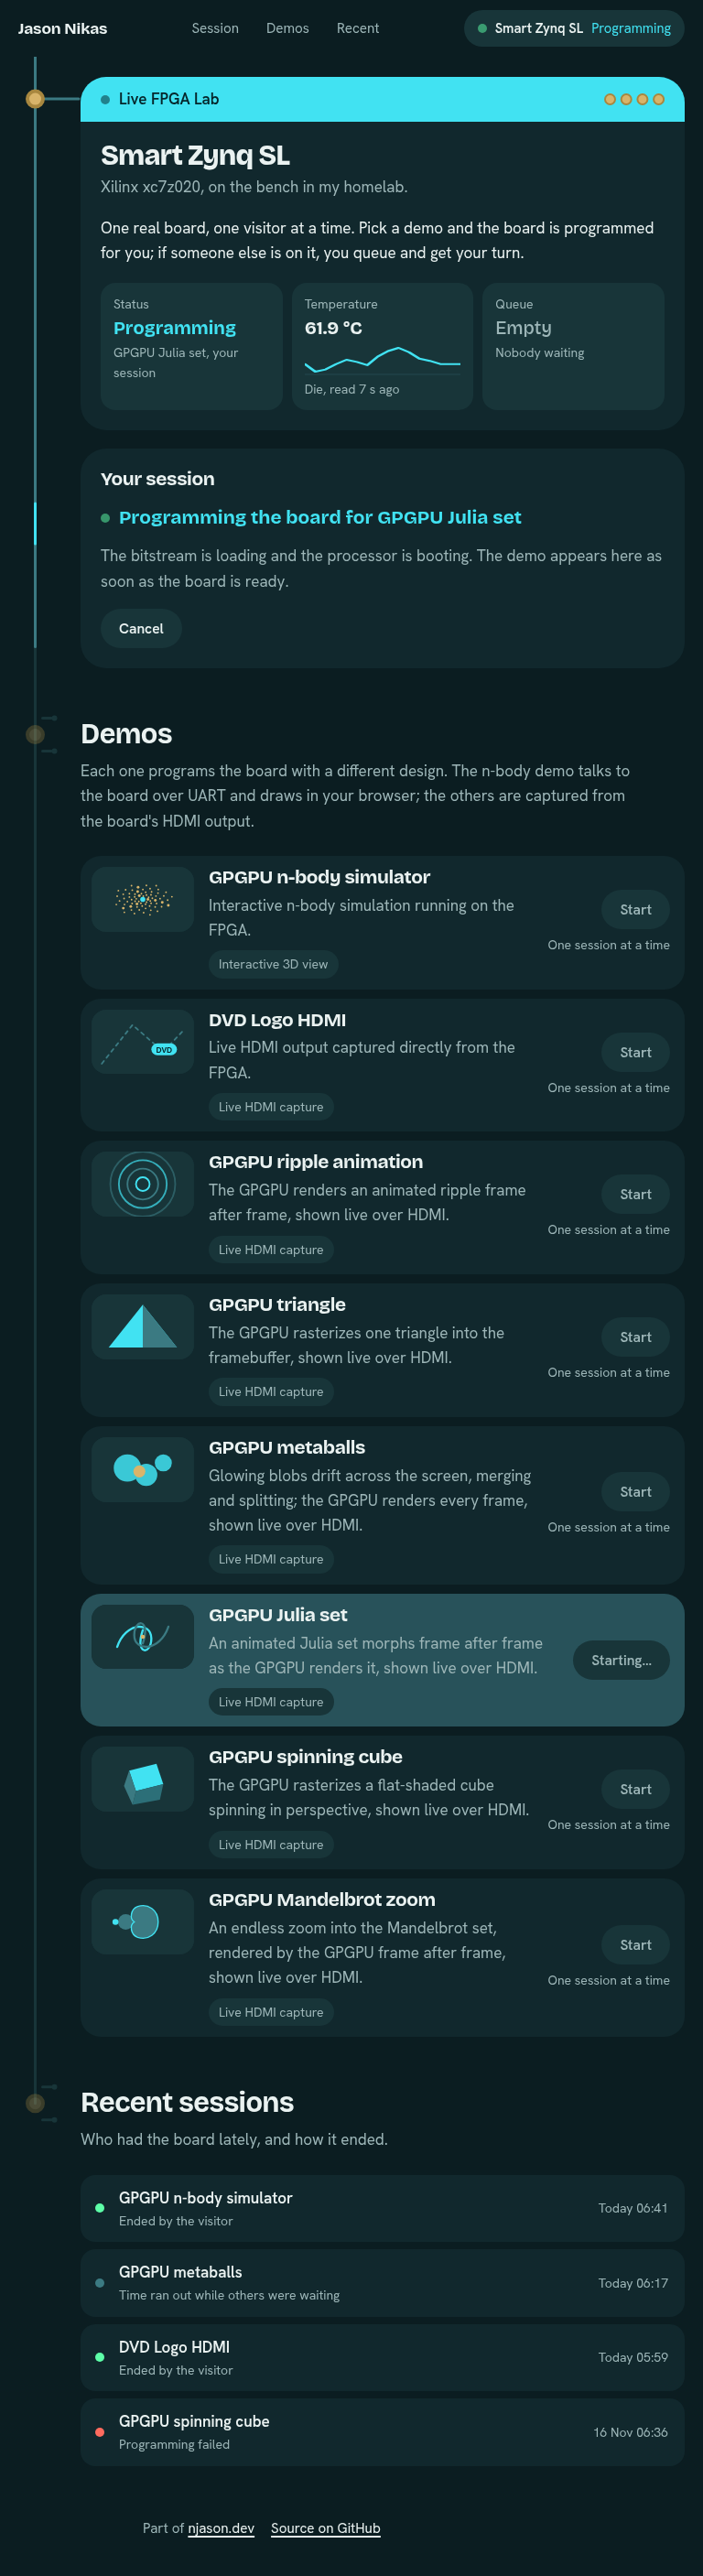 Jason Nikas
Session Demos Recent
Smart Zynq SL Programming
Live FPGA Lab
Smart Zynq SL
Xilinx xc7z020, on the bench in my homelab.
One real board, one visitor at a time. Pick a demo and the board is programmed
for you; if someone else is on it, you queue and get your turn.
Status
Programming
GPGPU Julia set, your
session
Temperature
61.9 °C
Die, read 7 s ago
Queue
Empty
Nobody waiting
Your session
Programming the board for GPGPU Julia set
The bitstream is loading and the processor is booting. The demo appears here as
soon as the board is ready.
Cancel
Demos
Each one programs the board with a different design. The n-body demo talks to
the board over UART and draws in your browser; the others are captured from
the board's HDMI output.
GPGPU n-body simulator
Interactive n-body simulation running on the
FPGA.
Interactive 3D view
Start
One session at a time
DVD
DVD Logo HDMI
Live HDMI output captured directly from the
FPGA.
Live HDMI capture
Start
One session at a time
GPGPU ripple animation
The GPGPU renders an animated ripple frame
after frame, shown live over HDMI.
Live HDMI capture
Start
One session at a time
GPGPU triangle
The GPGPU rasterizes one triangle into the
framebuffer, shown live over HDMI.
Live HDMI capture
Start
One session at a time
GPGPU metaballs
Glowing blobs drift across the screen, merging
and splitting; the GPGPU renders every frame,
shown live over HDMI.
Live HDMI capture
Start
One session at a time
GPGPU Julia set
An animated Julia set morphs frame after frame
as the GPGPU renders it, shown live over HDMI.
Live HDMI capture
Starting…
GPGPU spinning cube
The GPGPU rasterizes a flat-shaded cube
spinning in perspective, shown live over HDMI.
Live HDMI capture
Start
One session at a time
GPGPU Mandelbrot zoom
An endless zoom into the Mandelbrot set,
rendered by the GPGPU frame after frame,
shown live over HDMI.
Live HDMI capture
Start
One session at a time
Recent sessions
Who had the board lately, and how it ended.
GPGPU n-body simulator
Ended by the visitor
Today 06:41
GPGPU metaballs
Time ran out while others were waiting
Today 06:17
DVD Logo HDMI
Ended by the visitor
Today 05:59
GPGPU spinning cube
Programming failed
16 Nov 06:36
Part of njason.dev Source on GitHub